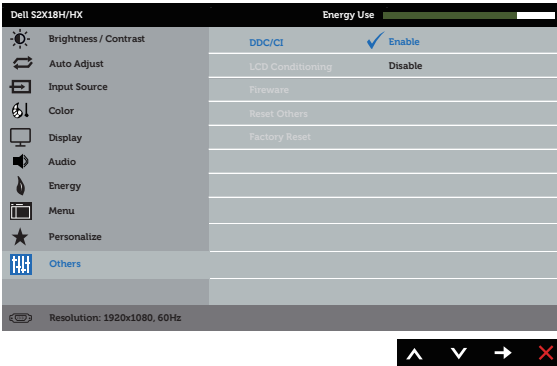 Dell S2X18H/HX Energy Use
Brightness / Contrast DDC/CI Enable
Auto Adjust LCD Conditioning Disable
Input Source Fireware
Color Reset Others
Display Factory Reset
Audio
Energy
Menu
Personalize
Others
Resolution: 1920x1080, 60Hz